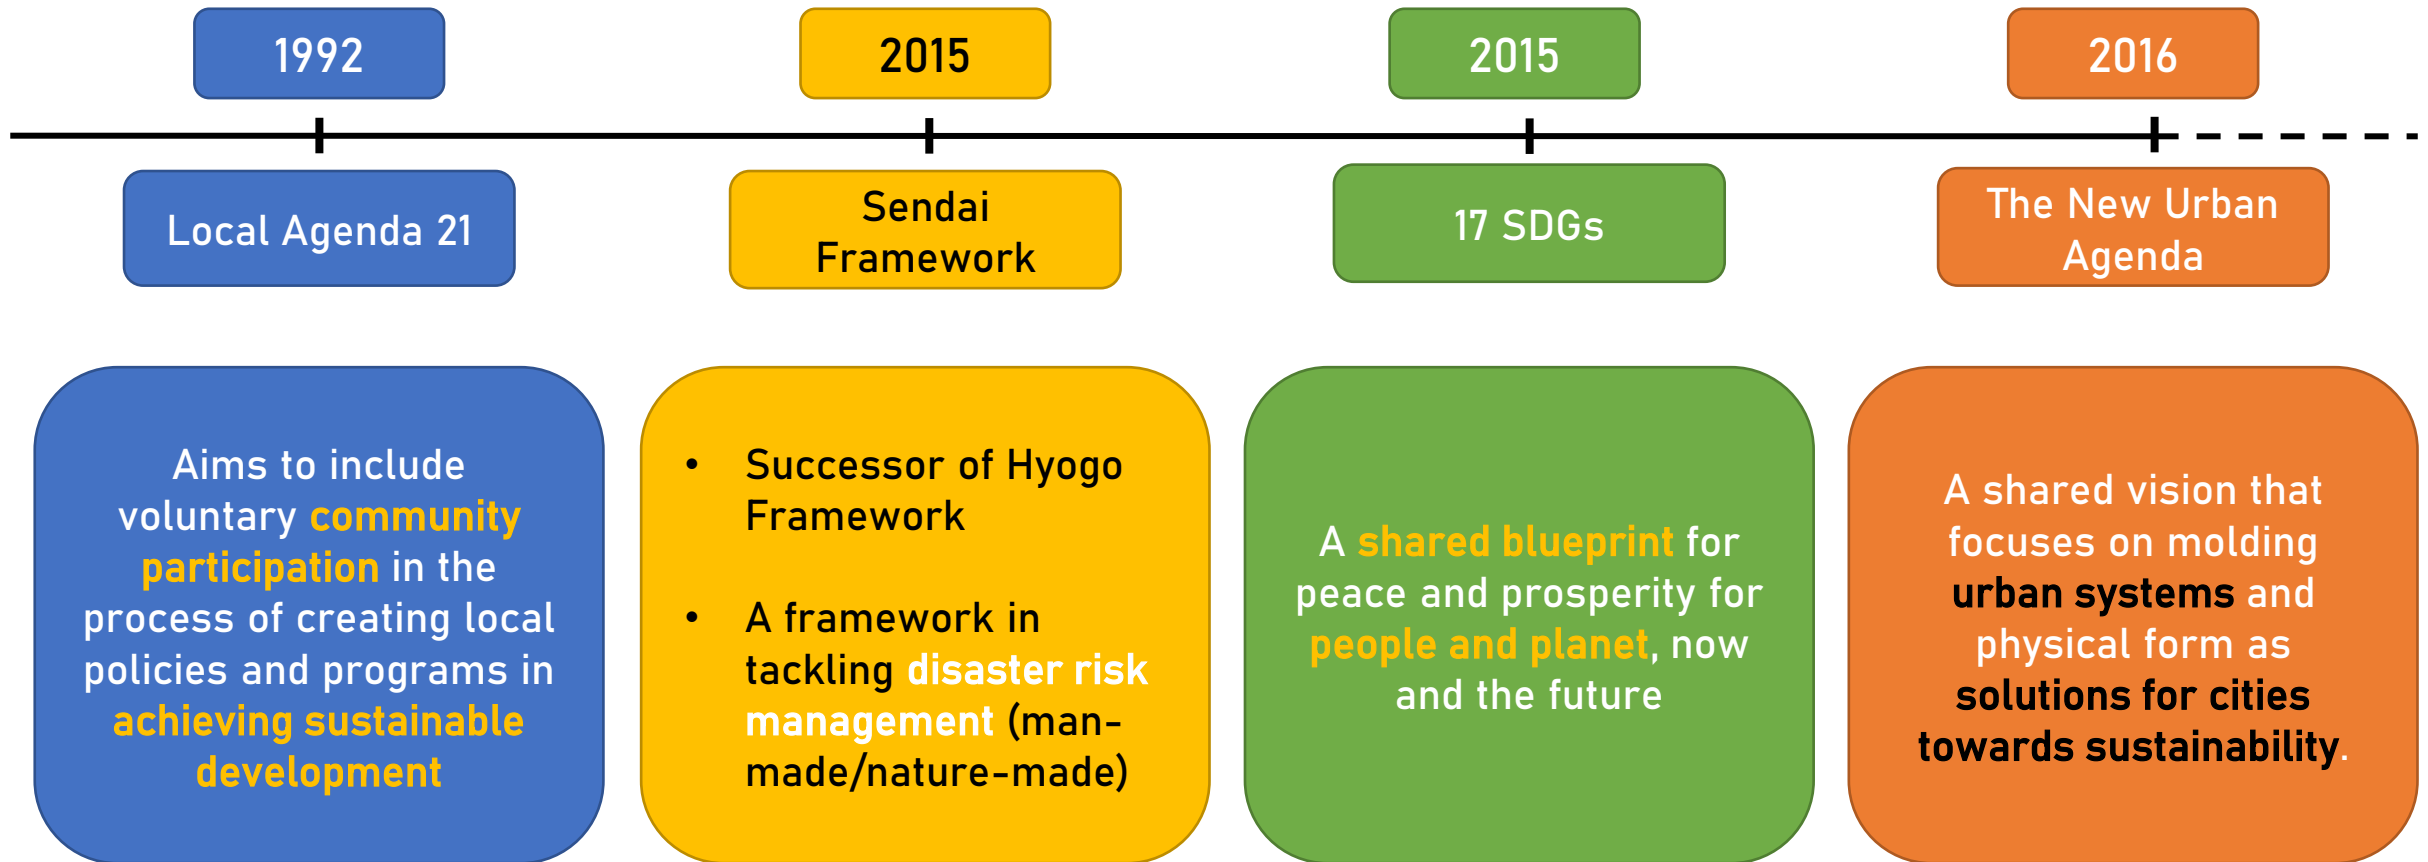 1992
2015
2015
2016
Local Agenda 21
Sendai
Framework
17 SDGs
The New Urban
Agenda
Aims to include
voluntary community
participation in the
process of creating local
policies and programs in
achieving sustainable
development
• Successor of Hyogo
Framework
• A framework in
tackling disaster risk
management (man-
made/nature-made)
A shared blueprint for
peace and prosperity for
people and planet, now
and the future
A shared vision that
focuses on molding
urban systems and
physical form as
solutions for cities
towards sustainability.